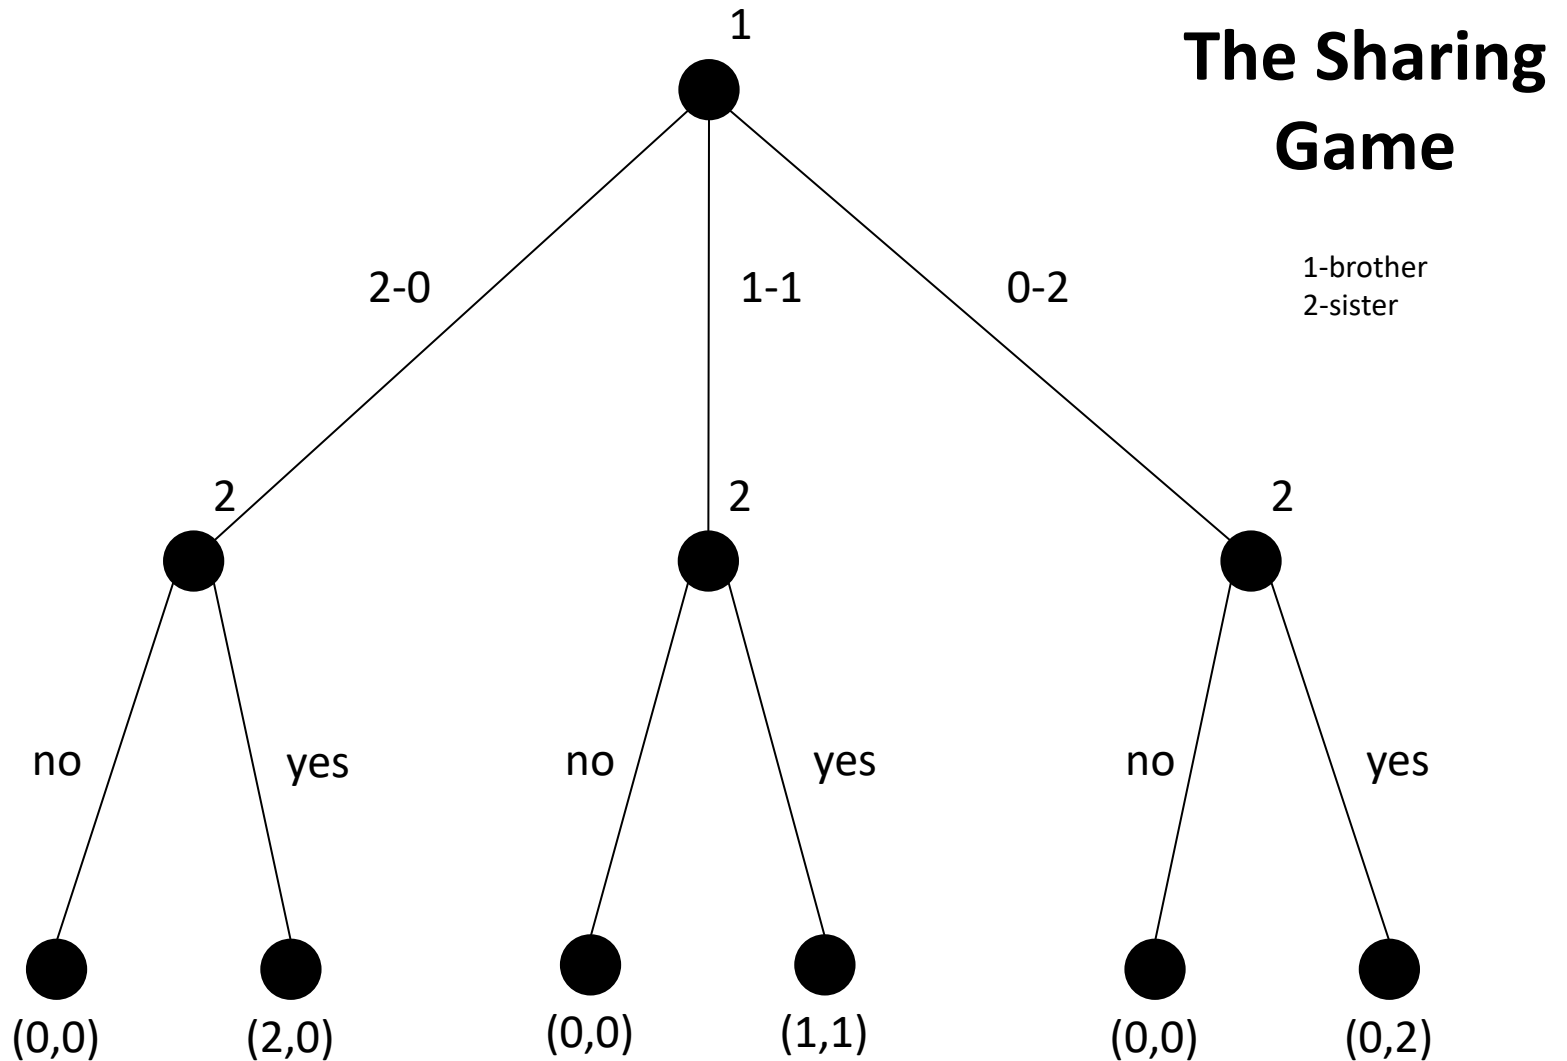 1
The Sharing
Game
1-brother
2-sister
2-0
1-1
0-2
2
2
2
no
yes
no
yes
no
yes
(0,0)
(2,0)
(0,0)
(1,1)
(0,0)
(0,2)